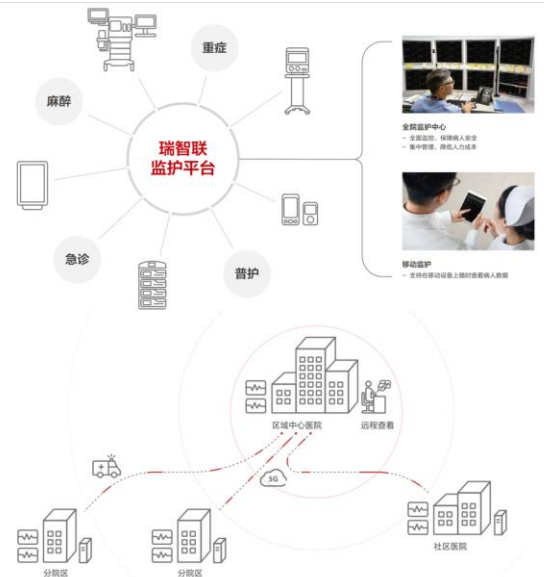 重症
麻醉
瑞智联
监护平台
急诊
普护
全院监护中心
- 全面监控，保障病人安全
- 集中管理，降低人力成本
移动监护
- 支持在移动设备上随时查看病人数据
区域中心医院
远程查看
5G
分院区
分院区
社区医院